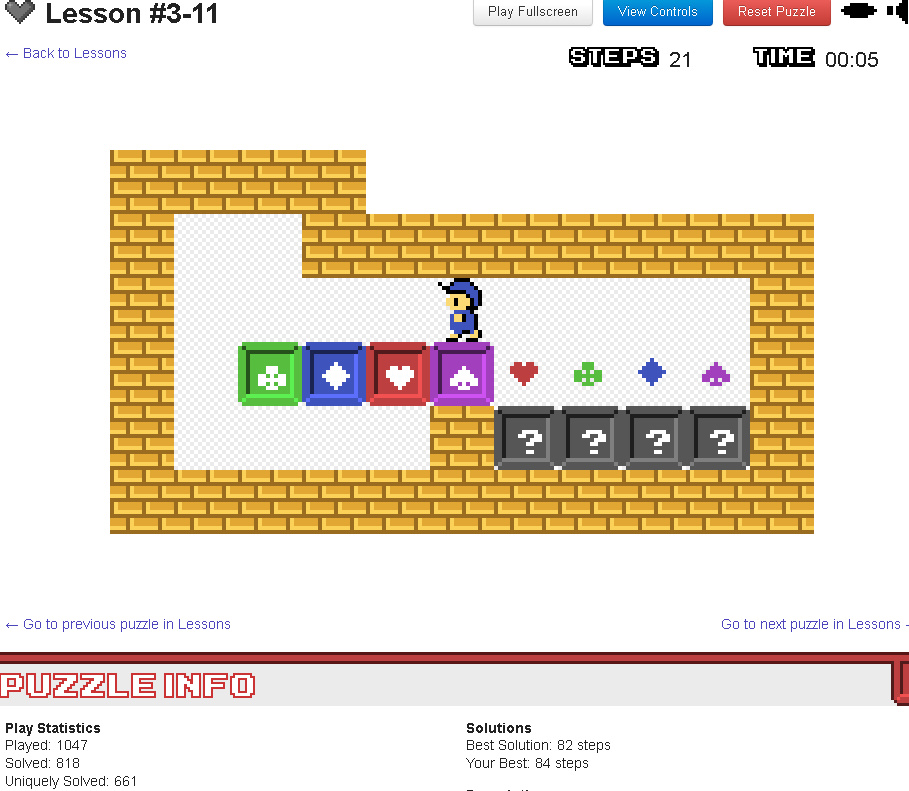 Lesson #3-11
Play Fullscreen
View Controls
Reset Puzzle
← Back to Lessons
STEPS 21
TIME 00:05
? ? ? ?
← Go to previous puzzle in Lessons
Go to next puzzle in Lessons
PUZZLE INFO
Play Statistics
Played: 1047
Solved: 818
Uniquely Solved: 661
Solutions
Best Solution: 82 steps
Your Best: 84 steps